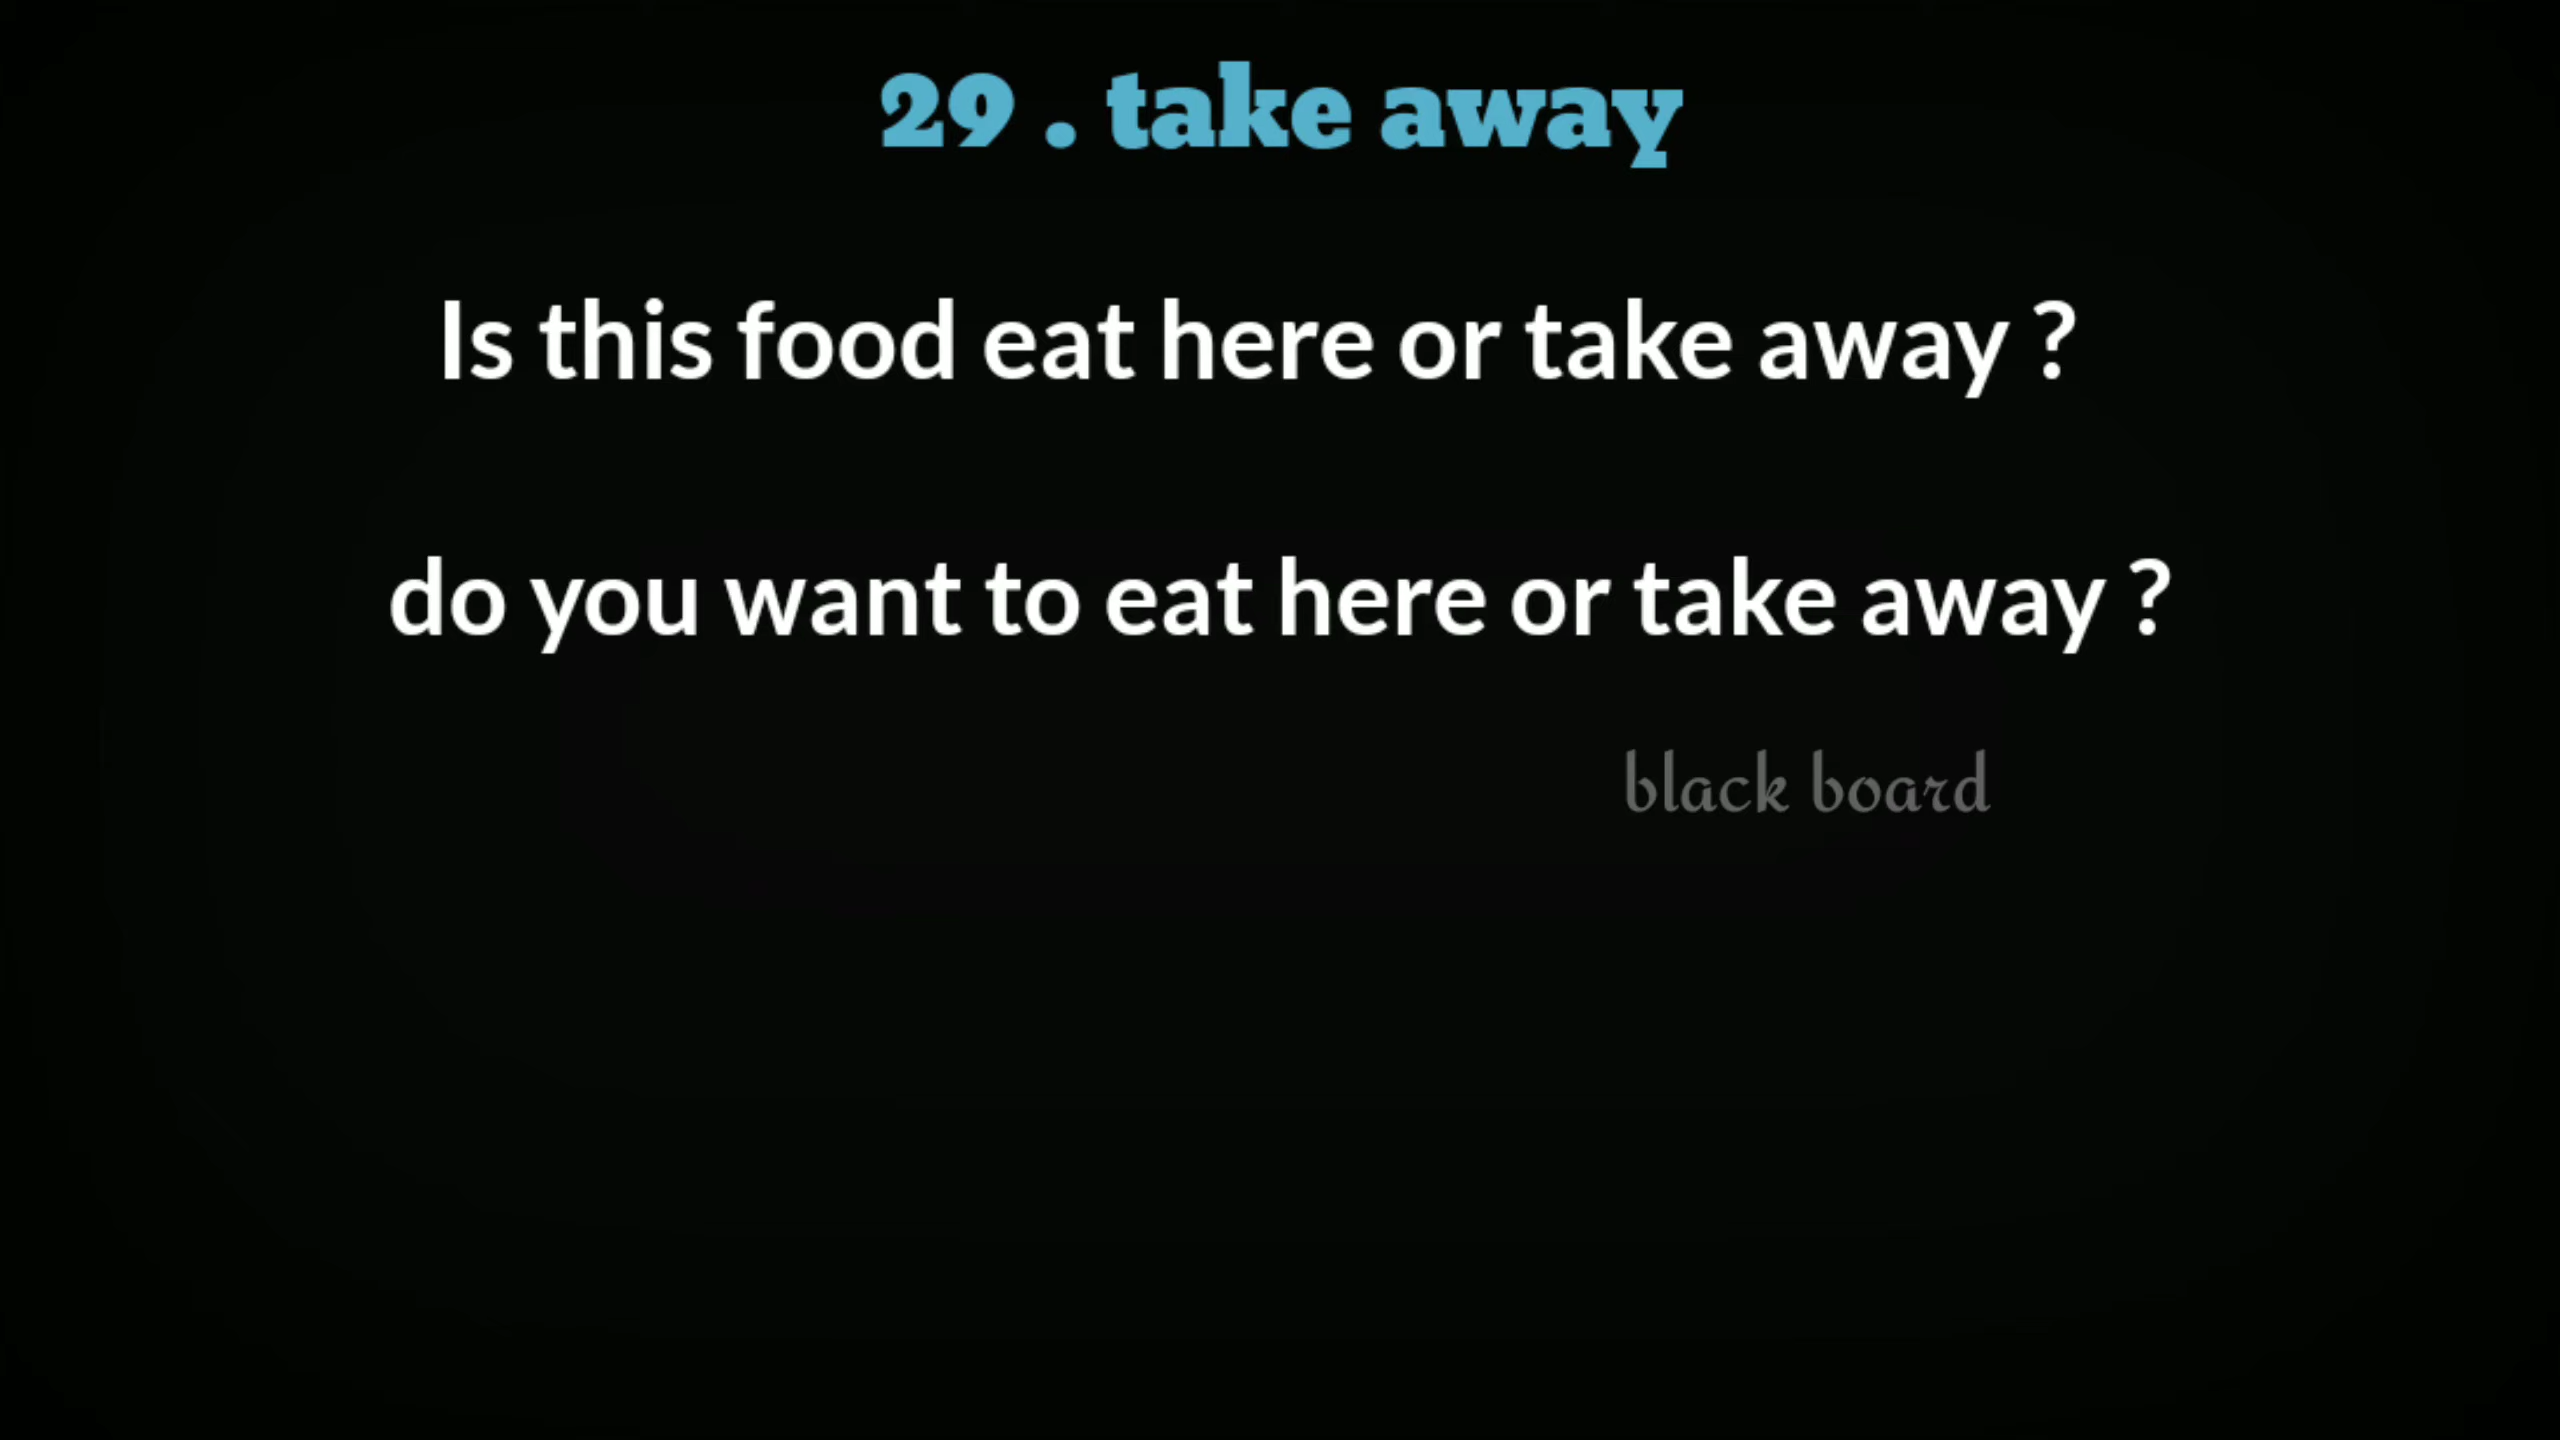 29 . take away
Is this food eat here or take away ?
do you want to eat here or take away ?
black board